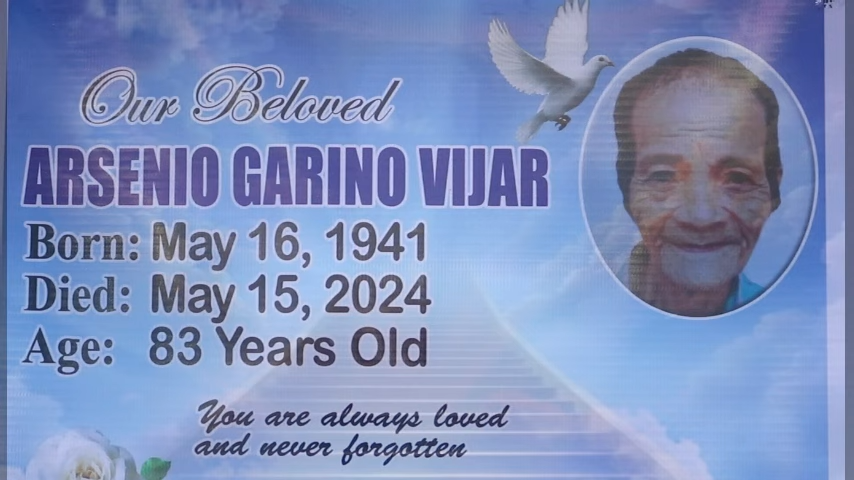 Our Beloved
ARSENIO GARINO VIJAR
Born: May 16, 1941
Died: May 15, 2024
Age: 83 Years Old
You are always loved
and never forgotten